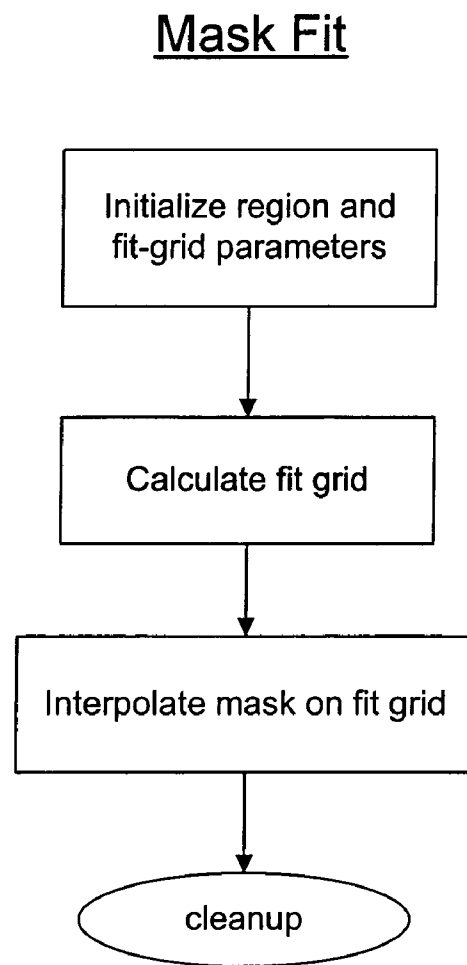 Mask Fit
Initialize region and
fit-grid parameters
Calculate fit grid
Interpolate mask on fit grid
cleanup